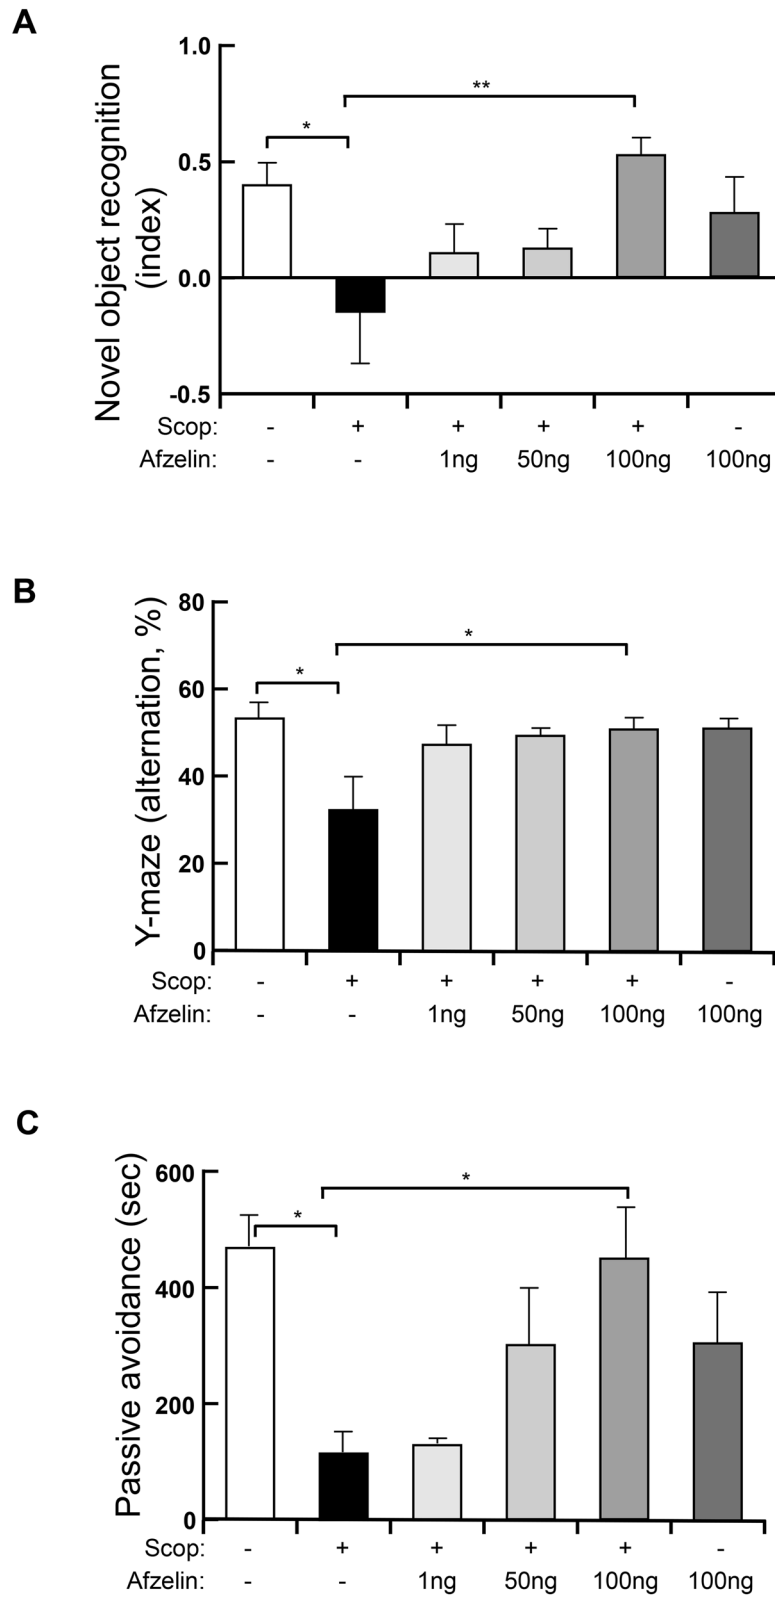 A
Novel object recognition
(index)
1.0
**
*
0.5
0.0
-0.5
Scop: - + + + + -
Afzelin: - - 1ng 50ng 100ng 100ng
B
Y-maze (alternation, %)
80
*
*
60
40
20
0
Scop: - + + + + -
Afzelin: - - 1ng 50ng 100ng 100ng
C
Passive avoidance (sec)
600
*
*
400
200
0
Scop: - + + + + -
Afzelin: - - 1ng 50ng 100ng 100ng